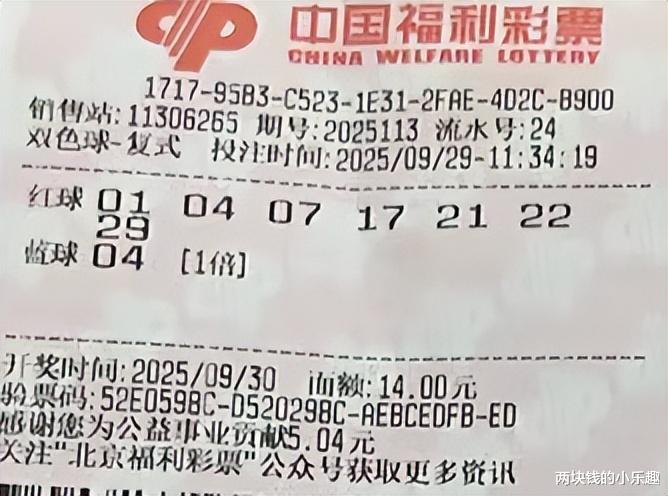 中国福利彩票
CHINA WELFARE LOTTERY
1717-95B3-C523-1E31-2FAE-4D2C-B900
销售站:11306265 期号:2025113 流水号:24
双色球-复式 投注时间:2025/09/29-11:34:19
红球 01 04 07 17 21 22
29
蓝球 04 [1倍]
开奖时间:2025/09/30 面额:14.00元
验票码:52E0598C-D520298C-AEBCEDFB-ED
感谢您为公益事业贡献5.04元
关注"北京福利彩票"公众号获取更多资讯
两块钱的小乐趣